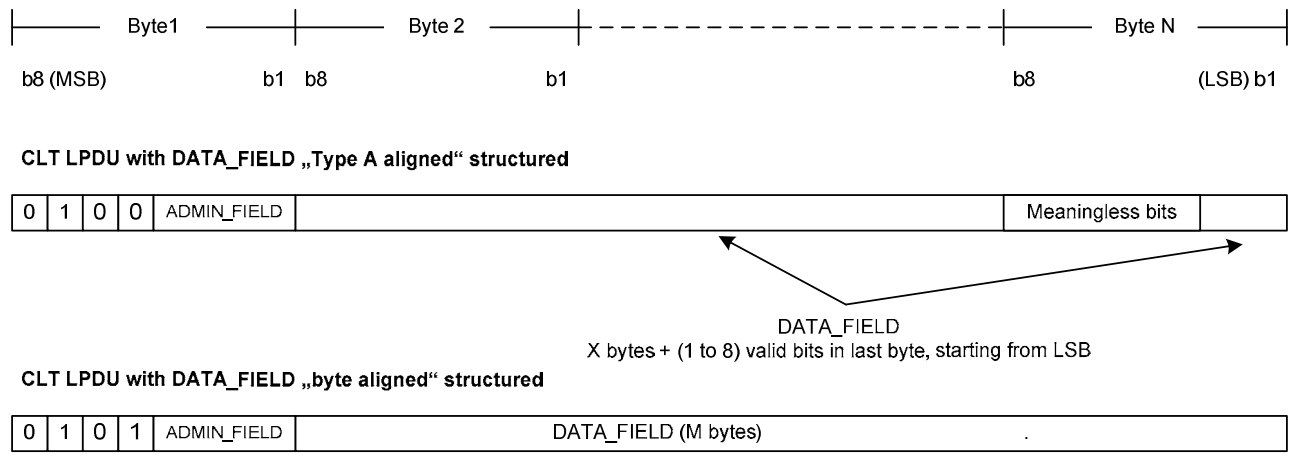 Byte1 Byte 2 Byte N
b8 (MSB) b1 b8 b1 b8 (LSB) b1
CLT LPDU with DATA_FIELD „Type A aligned“ structured
0 1 0 0 ADMIN_FIELD Meaningless bits
DATA_FIELD
X bytes + (1 to 8) valid bits in last byte, starting from LSB
CLT LPDU with DATA_FIELD „byte aligned“ structured
0 1 0 1 ADMIN_FIELD DATA_FIELD (M bytes) .